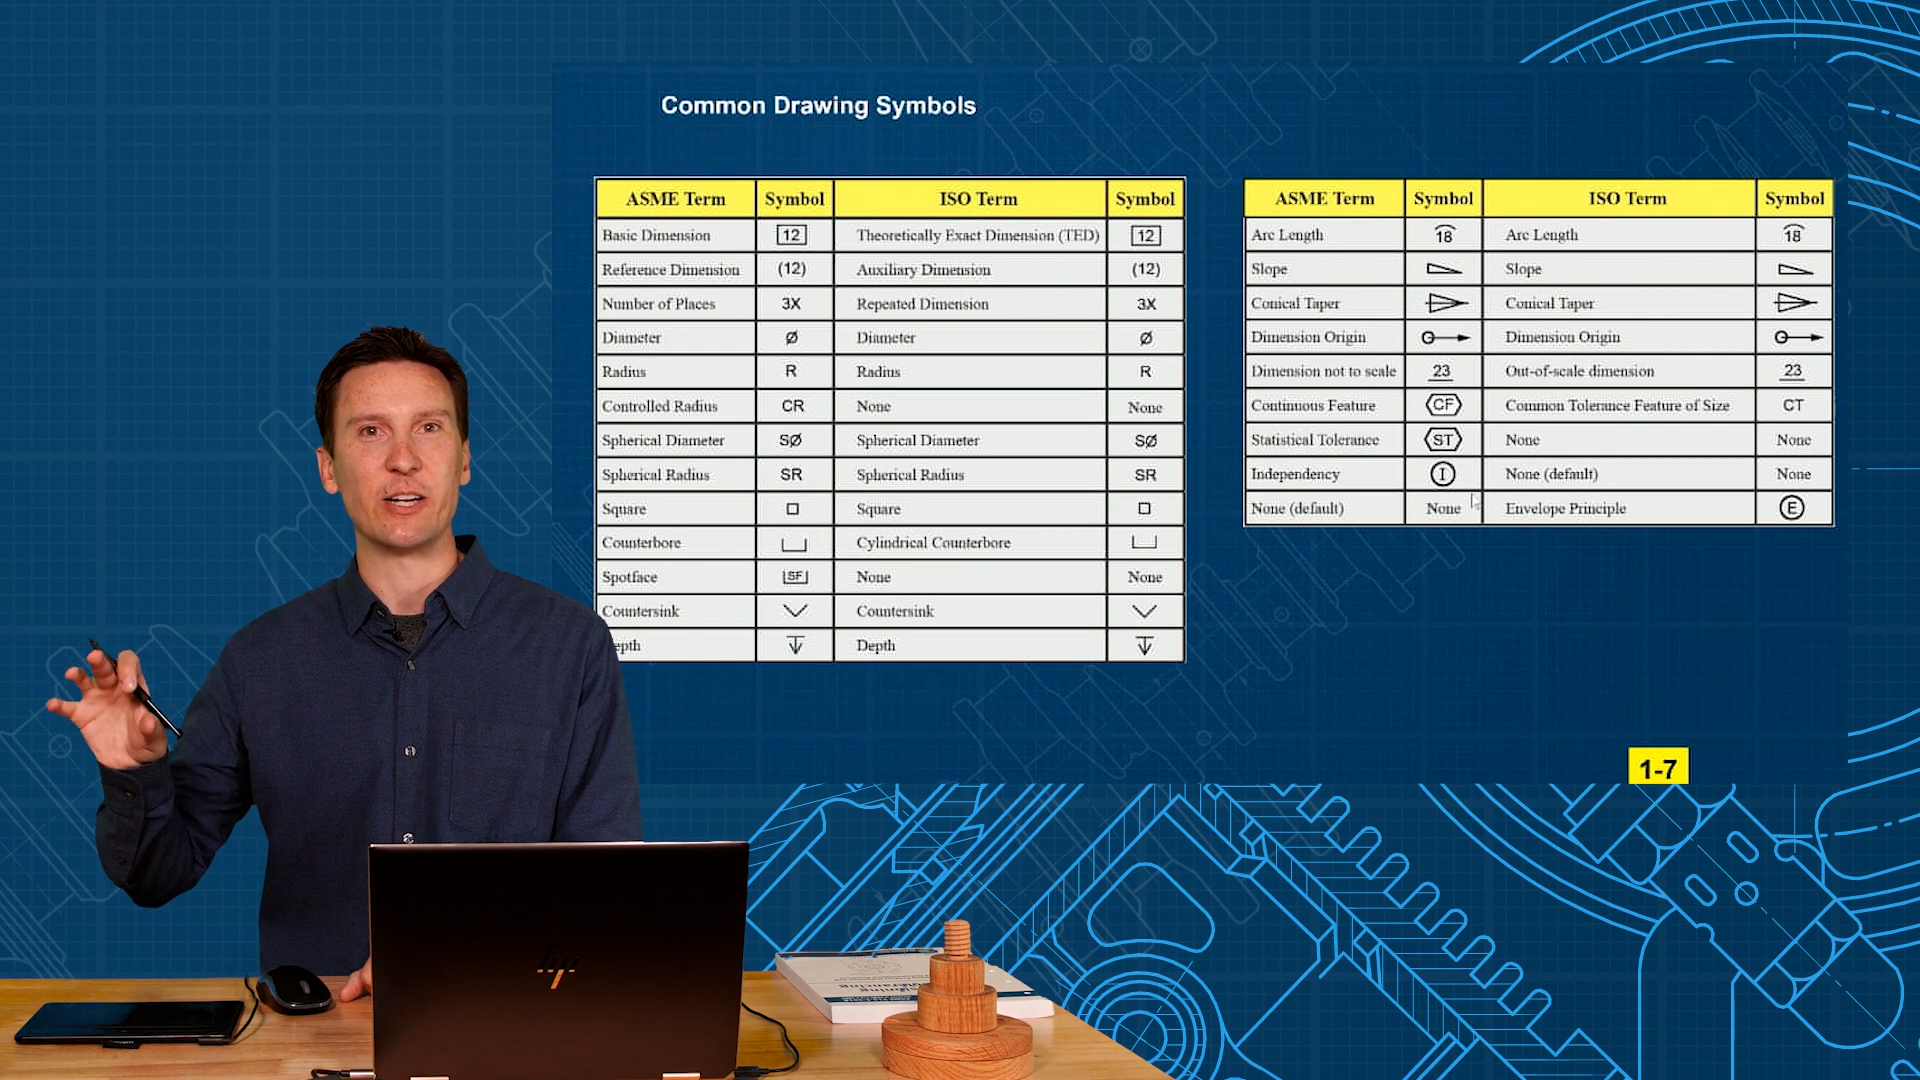 Common Drawing Symbols
ASME Term Symbol ISO Term Symbol
Basic Dimension 12 Theoretically Exact Dimension (TED) 12
Reference Dimension (12) Auxiliary Dimension (12)
Number of Places 3X Repeated Dimension 3X
Diameter Ø Diameter Ø
Radius R Radius R
Controlled Radius CR None None
Spherical Diameter SØ Spherical Diameter SØ
Spherical Radius SR Spherical Radius SR
Square Square
Counterbore Cylindrical Counterbore
Spotface SF None None
Countersink Countersink
epth Depth
ASME Term Symbol ISO Term Symbol
Arc Length 18 Arc Length 18
Slope Slope
Conical Taper Conical Taper
Dimension Origin Dimension Origin
Dimension not to scale 23 Out-of-scale dimension 23
Continuous Feature CF Common Tolerance Feature of Size CT
Statistical Tolerance ST None None
Independency I None (default) None
None (default) None Envelope Principle E
1-7
hp